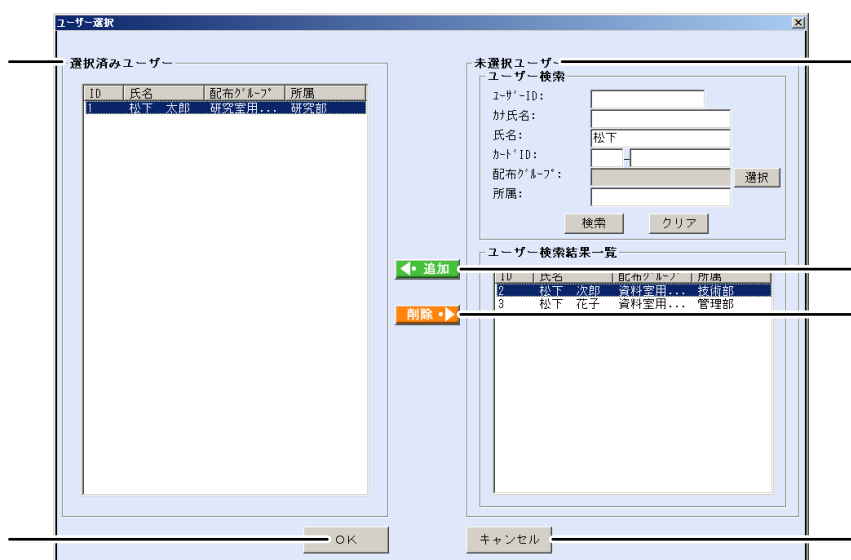 ユーザー選択
選択済みユーザー
ID 氏名 配布ｸﾞﾙｰﾌﾟ 所属
1 松下 太郎 研究室用... 研究部
未選択ユーザー
ユーザー検索
ﾕｰｻﾞｰID:
ｶﾅ氏名:
氏名: 松下
ｶｰﾄﾞID: -
配布ｸﾞﾙｰﾌﾟ: 選択
所属:
検索 クリア
追加
削除
ユーザー検索結果一覧
ID 氏名 配布ｸﾞﾙｰﾌﾟ 所属
2 松下 次郎 資料室用... 技術部
3 松下 花子 資料室用... 管理部
OK キャンセル